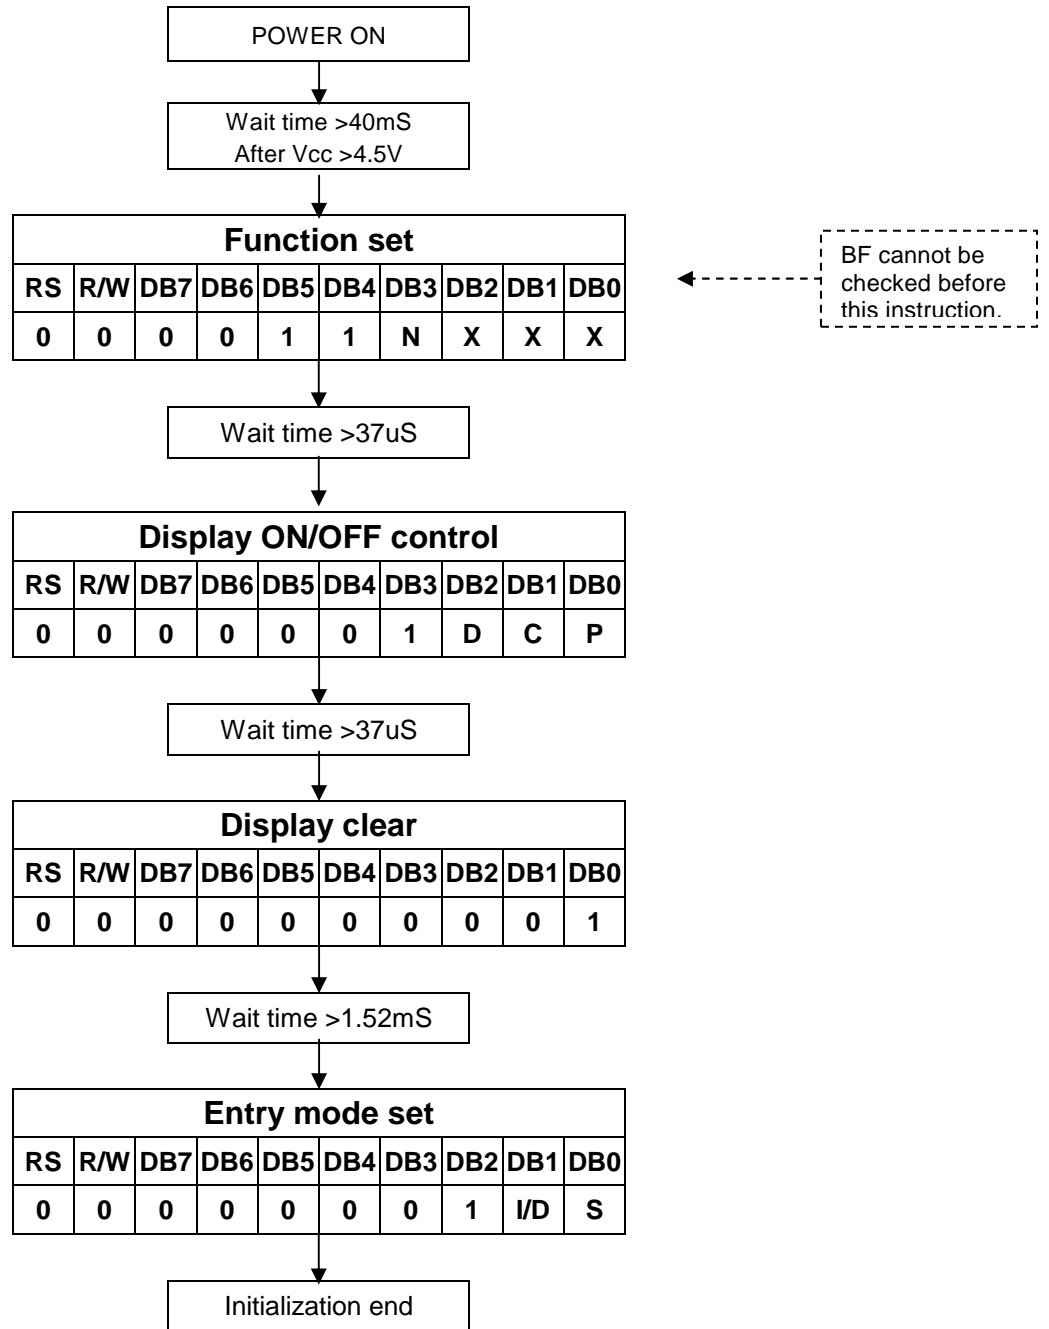 POWER ON
Wait time >40mS
After Vcc >4.5V
Function set
RS R/W DB7 DB6 DB5 DB4 DB3 DB2 DB1 DB0
0 0 0 0 1 1 N X X X
BF cannot be
checked before
this instruction.
Wait time >37uS
Display ON/OFF control
RS R/W DB7 DB6 DB5 DB4 DB3 DB2 DB1 DB0
0 0 0 0 0 0 1 D C P
Wait time >37uS
Display clear
RS R/W DB7 DB6 DB5 DB4 DB3 DB2 DB1 DB0
0 0 0 0 0 0 0 0 0 1
Wait time >1.52mS
Entry mode set
RS R/W DB7 DB6 DB5 DB4 DB3 DB2 DB1 DB0
0 0 0 0 0 0 0 1 I/D S
Initialization end